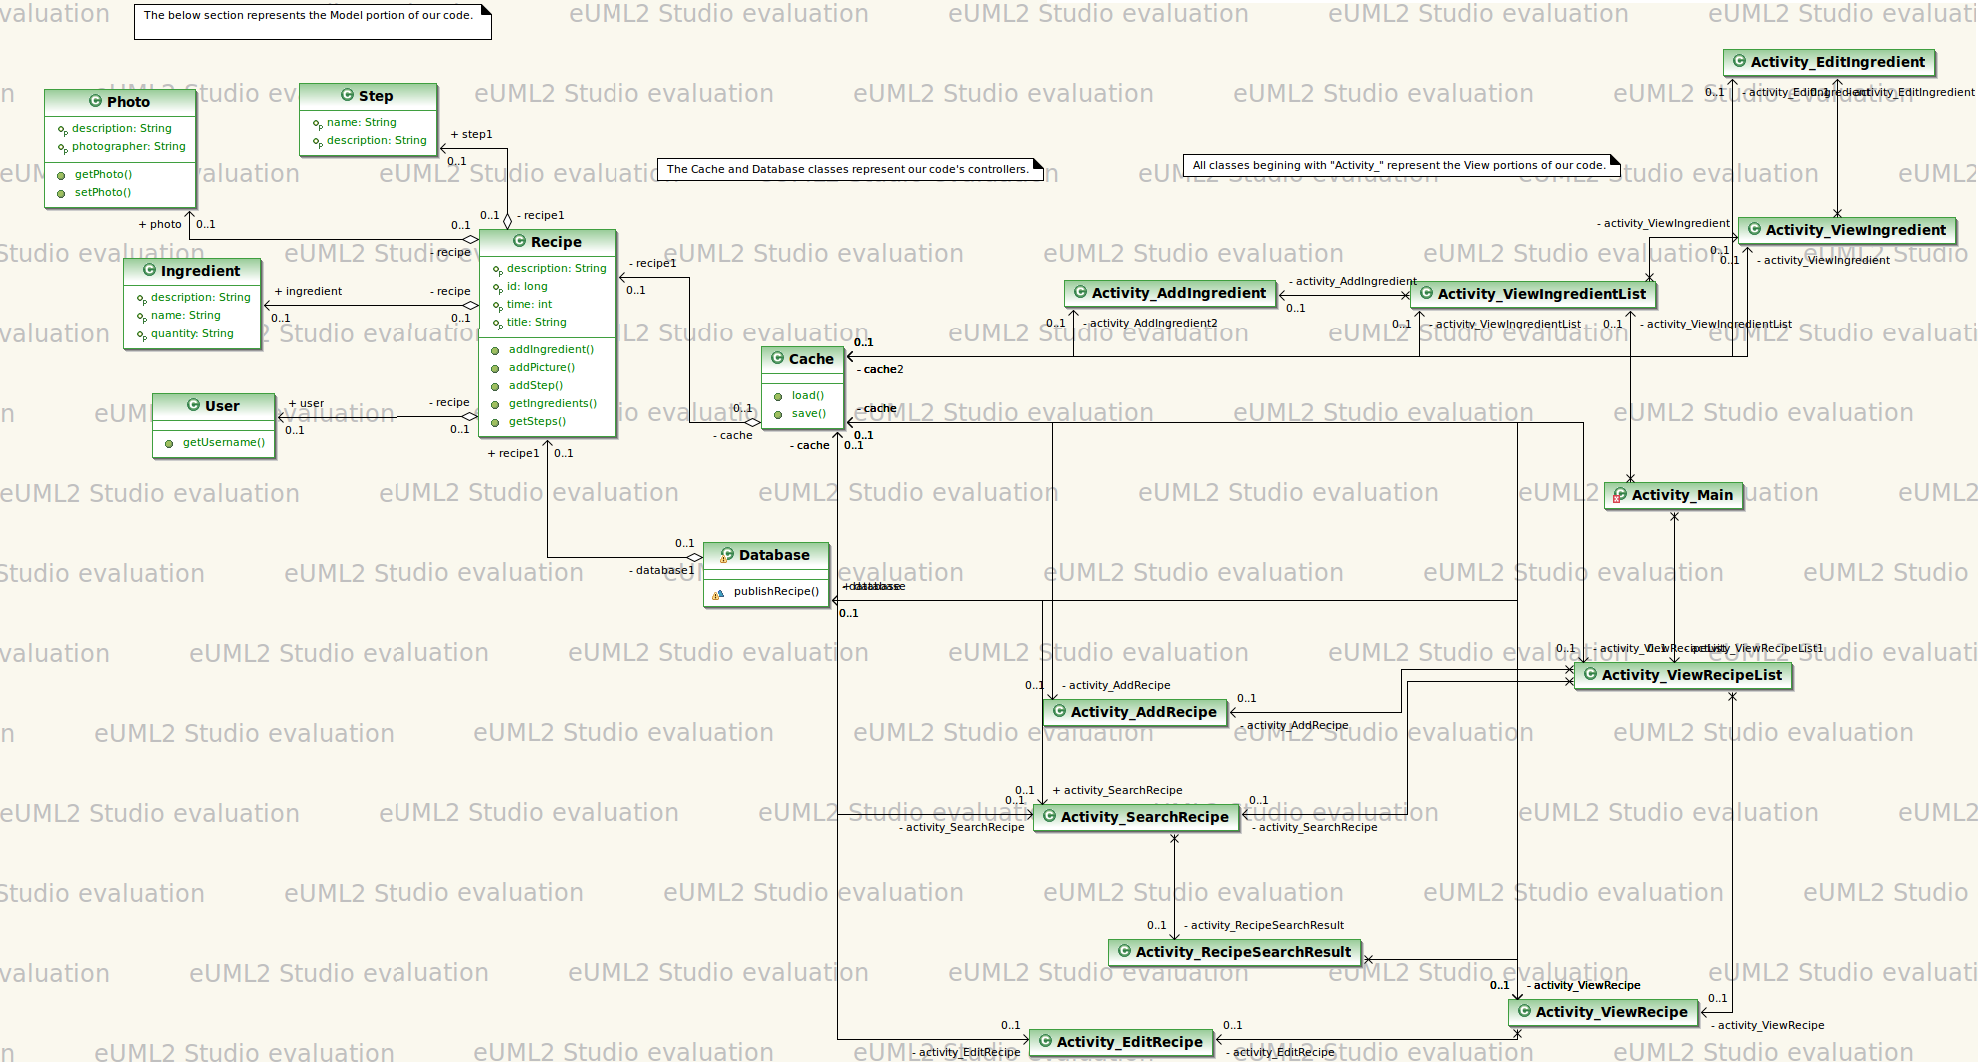 The below section represents the Model portion of our code.
The Cache and Database classes represent our code's controllers.
All classes begining with "Activity_" represent the View portions of our code.
Photo
description: String
photographer: String
getPhoto()
setPhoto()
+ photo
0..1
Step
name: String
description: String
+ step1
0..1
0..1
- recipe1
0..1
- recipe
Recipe
description: String
id: long
time: int
title: String
addIngredient()
addPicture()
addStep()
getIngredients()
getSteps()
Ingredient
description: String
name: String
quantity: String
+ ingredient
0..1
- recipe
0..1
User
getUsername()
+ user
0..1
- recipe
0..1
- recipe1
0..1
+ recipe1
0..1
Cache
load()
save()
0..1
- cache
0..1
- cache2
- cache
0..1
- cache
0..1
Database
publishRecipe()
0..1
- database1
+ database
0..1
Activity_EditIngredient
0..1
- activity_EditIngredient
0..1
- activity_EditIngredient
Activity_ViewIngredient
- activity_ViewIngredient
0..1
0..1
- activity_ViewIngredient
Activity_AddIngredient
- activity_AddIngredient
0..1
0..1
- activity_AddIngredient2
Activity_ViewIngredientList
0..1
- activity_ViewIngredientList
0..1
- activity_ViewIngredientList
Activity_Main
0..1
- activity_ViewRecipeList
0..1
- activity_ViewRecipeList1
Activity_ViewRecipeList
0..1
- activity_AddRecipe
Activity_AddRecipe
0..1
- activity_AddRecipe
0..1
+ activity_SearchRecipe
0..1
- activity_SearchRecipe
Activity_SearchRecipe
0..1
- activity_SearchRecipe
0..1
- activity_RecipeSearchResult
Activity_RecipeSearchResult
0..1
- activity_ViewRecipe
Activity_ViewRecipe
0..1
- activity_ViewRecipe
0..1
- activity_EditRecipe
Activity_EditRecipe
0..1
- activity_EditRecipe
eUML2 Studio evaluation